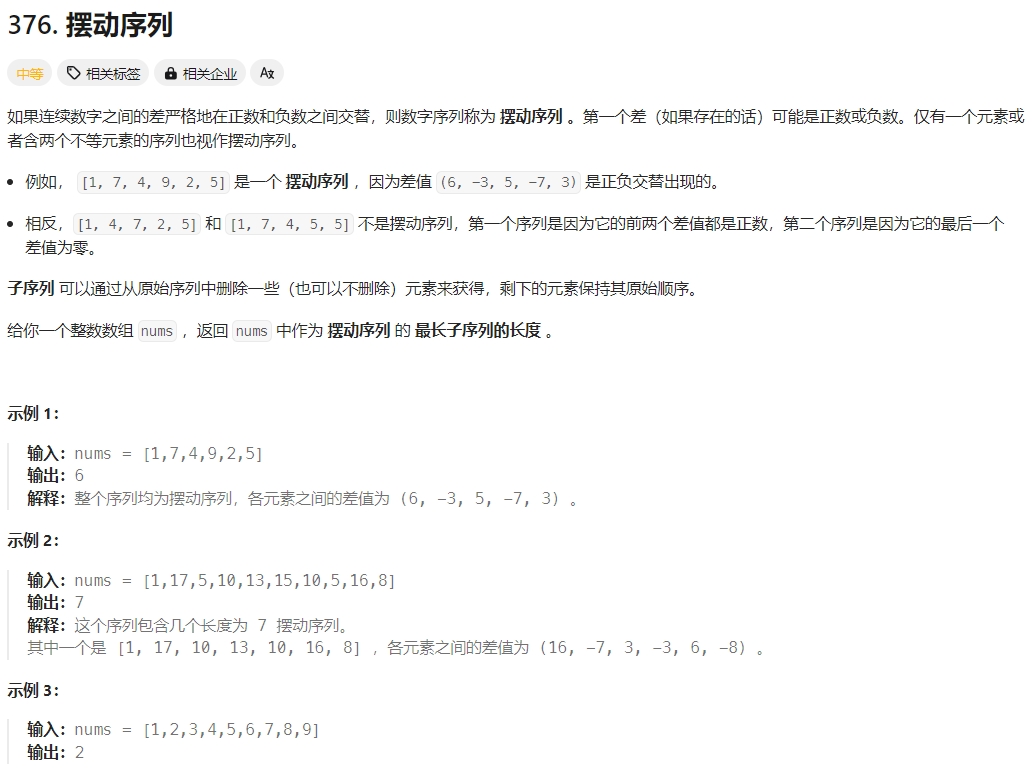 376. 摆动序列
中等 相关标签 相关企业 Aあ
如果连续数字之间的差严格地在正数和负数之间交替，则数字序列称为 摆动序列 。第一个差（如果存在的话）可能是正数或负数。仅有一个元素或
者含两个不等元素的序列也视作摆动序列。
• 例如， [1, 7, 4, 9, 2, 5] 是一个 摆动序列 ，因为差值 (6, -3, 5, -7, 3) 是正负交替出现的。
• 相反，[1, 4, 7, 2, 5] 和 [1, 7, 4, 5, 5] 不是摆动序列，第一个序列是因为它的前两个差值都是正数，第二个序列是因为它的最后一个
差值为零。
子序列 可以通过从原始序列中删除一些（也可以不删除）元素来获得，剩下的元素保持其原始顺序。
给你一个整数数组 nums ，返回 nums 中作为 摆动序列 的 最长子序列的长度 。
示例 1：
输入：nums = [1,7,4,9,2,5]
输出：6
解释：整个序列均为摆动序列，各元素之间的差值为 (6, -3, 5, -7, 3) 。
示例 2：
输入：nums = [1,17,5,10,13,15,10,5,16,8]
输出：7
解释：这个序列包含几个长度为 7 摆动序列。
其中一个是 [1, 17, 10, 13, 10, 16, 8] ，各元素之间的差值为 (16, -7, 3, -3, 6, -8) 。
示例 3：
输入：nums = [1,2,3,4,5,6,7,8,9]
输出：2